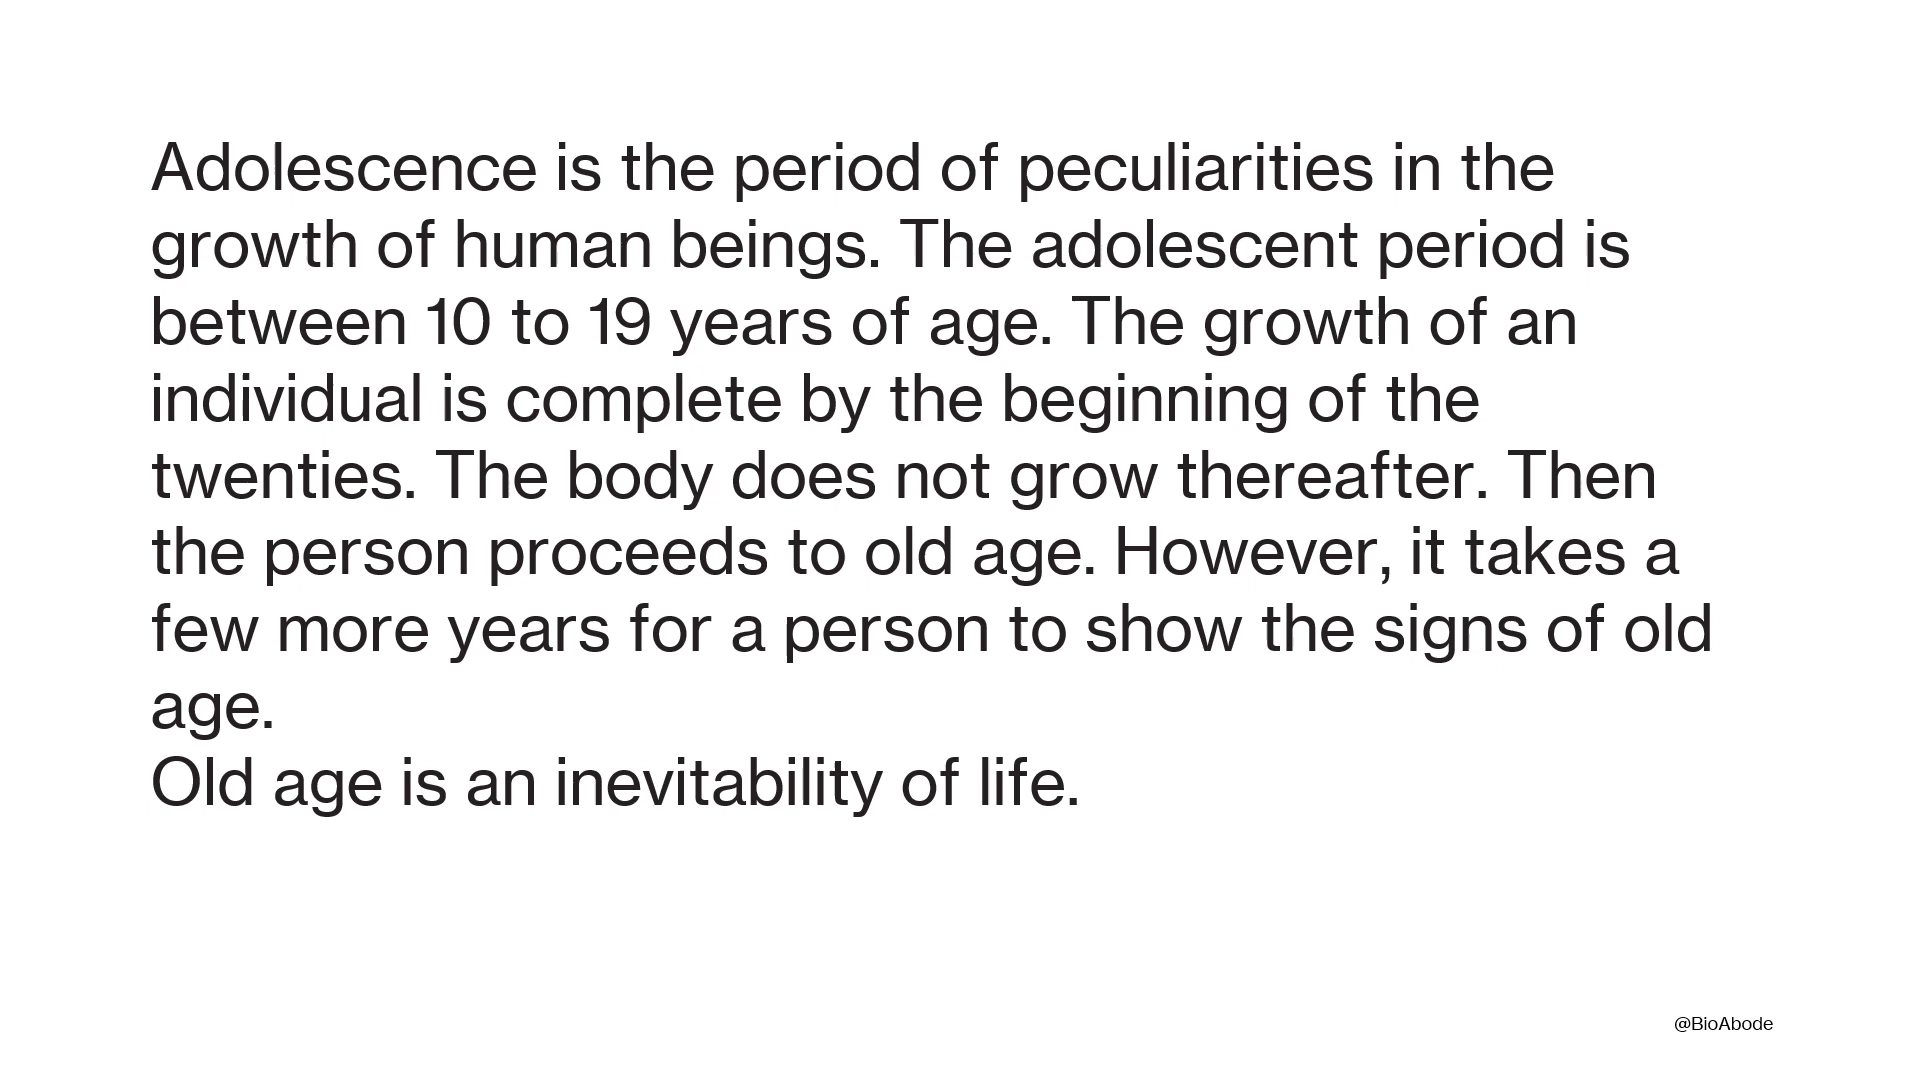 Adolescence is the period of peculiarities in the
growth of human beings. The adolescent period is
between 10 to 19 years of age. The growth of an
individual is complete by the beginning of the
twenties. The body does not grow thereafter. Then
the person proceeds to old age. However, it takes a
few more years for a person to show the signs of old
age.
Old age is an inevitability of life.
@BioAbode